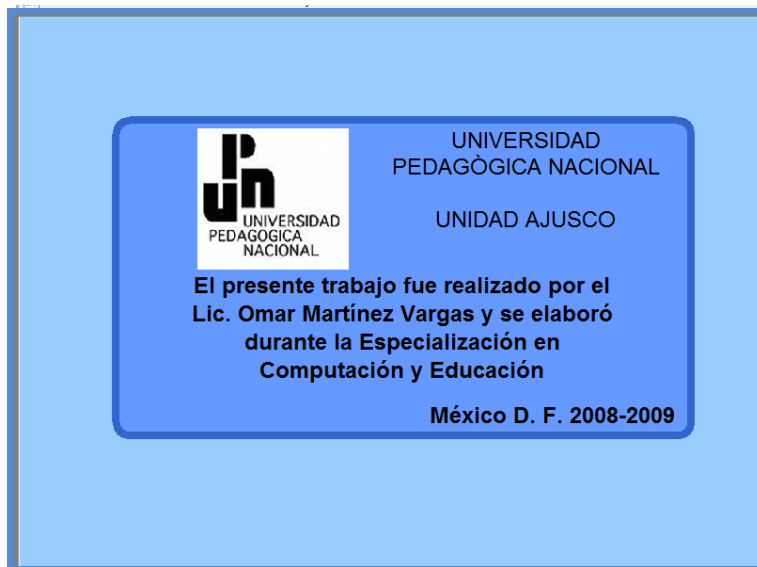 UNIVERSIDAD
PEDAGÒGICA NACIONAL
UNIDAD AJUSCO
Pun
UNIVERSIDAD
PEDAGOGICA
NACIONAL
El presente trabajo fue realizado por el
Lic. Omar Martínez Vargas y se elaboró
durante la Especialización en
Computación y Educación
México D. F. 2008-2009